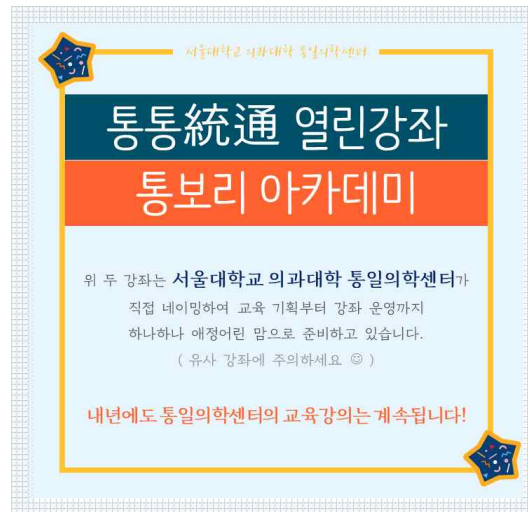 서울대학교 의과대학 통일의학센터
통통統通 열린강좌
통보리 아카데미
위 두 강좌는 서울대학교 의과대학 통일의학센터가
직접 네이밍하여 교육 기획부터 강좌 운영까지
하나하나 애정어린 맘으로 준비하고 있습니다.
( 유사 강좌에 주의하세요 ☺ )
내년에도 통일의학센터의 교육강의는 계속됩니다!